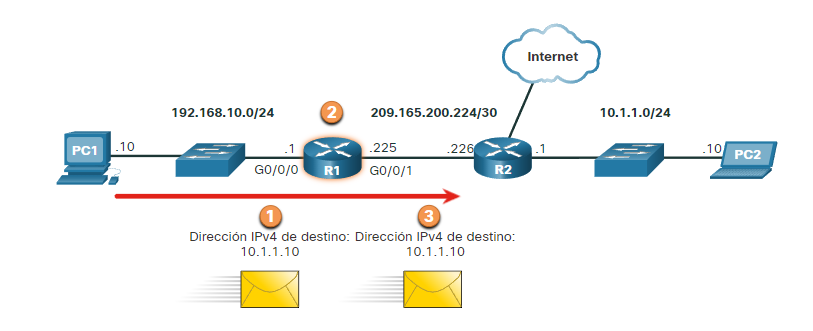 Internet
192.168.10.0/24
2
209.165.200.224/30
10.1.1.0/24
PC1
.10
.1
.225
.226
.1
.10
PC2
G0/0/0
R1
G0/0/1
R2
1
3
Dirección IPv4 de destino:
10.1.1.10
Dirección IPv4 de destino:
10.1.1.10